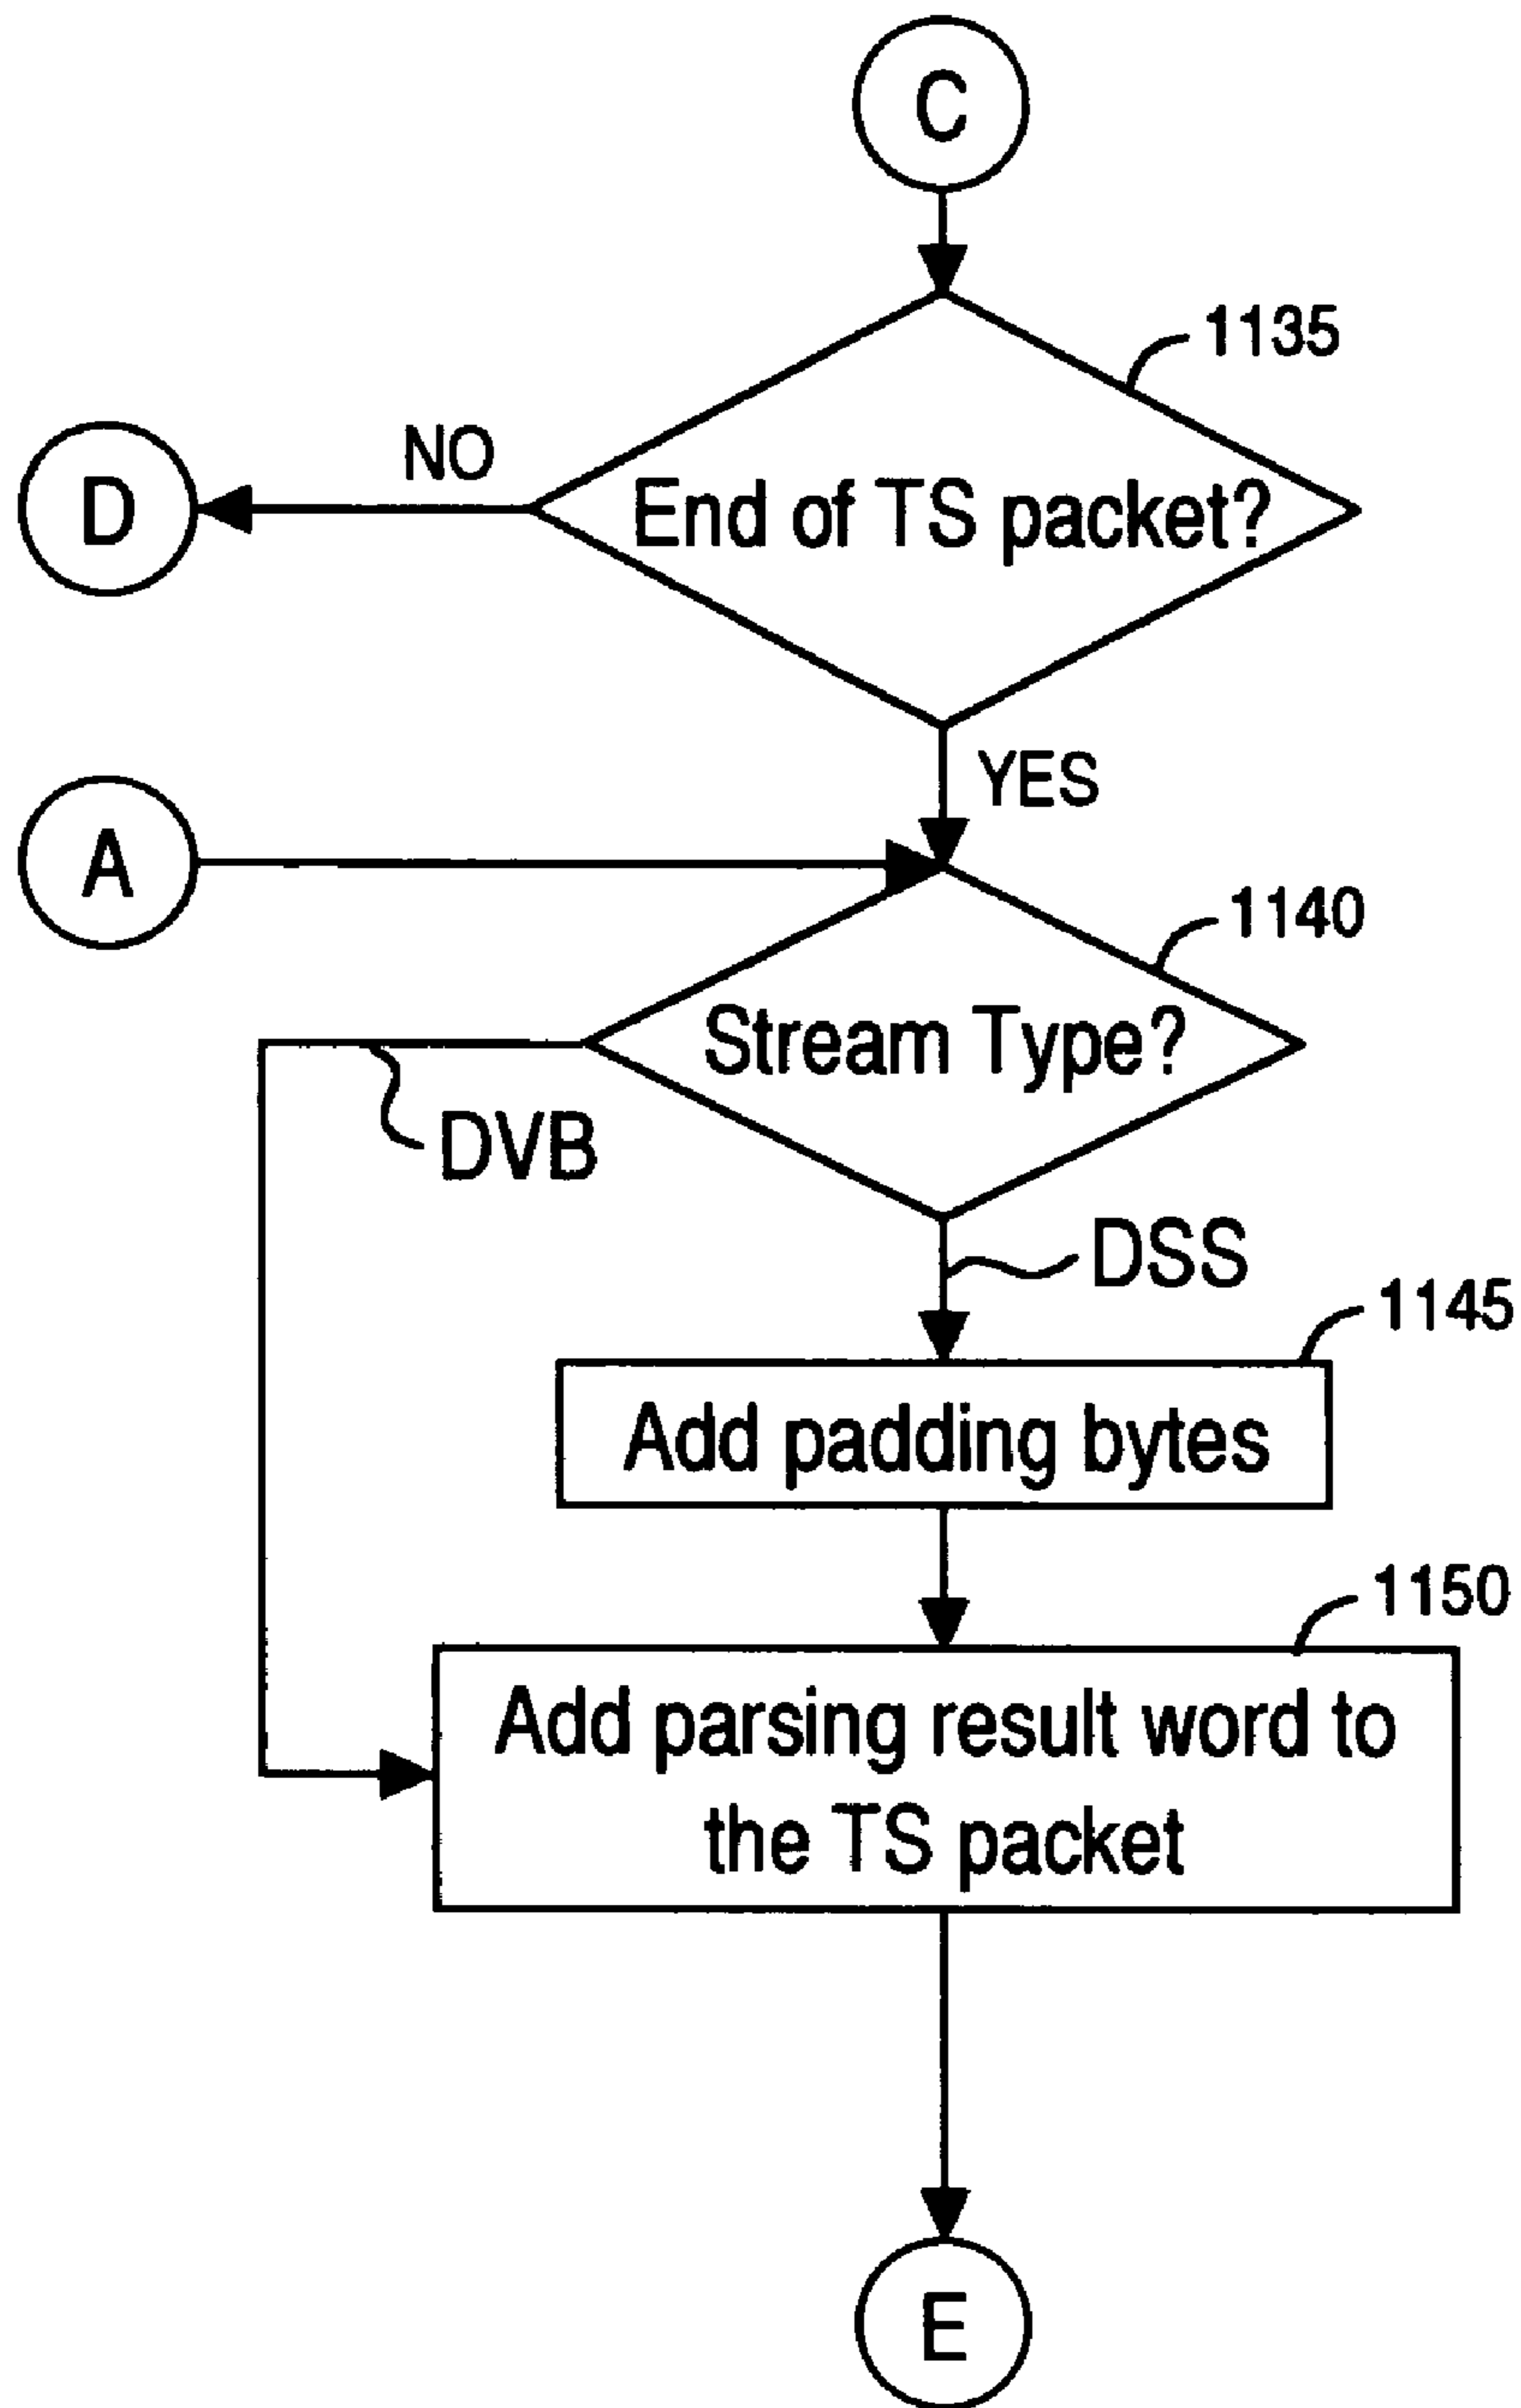 C
1135
NO
D
End of TS packet?
YES
A
1140
Stream Type?
DVB
DSS
1145
Add padding bytes
1150
Add parsing result word to
the TS packet
E